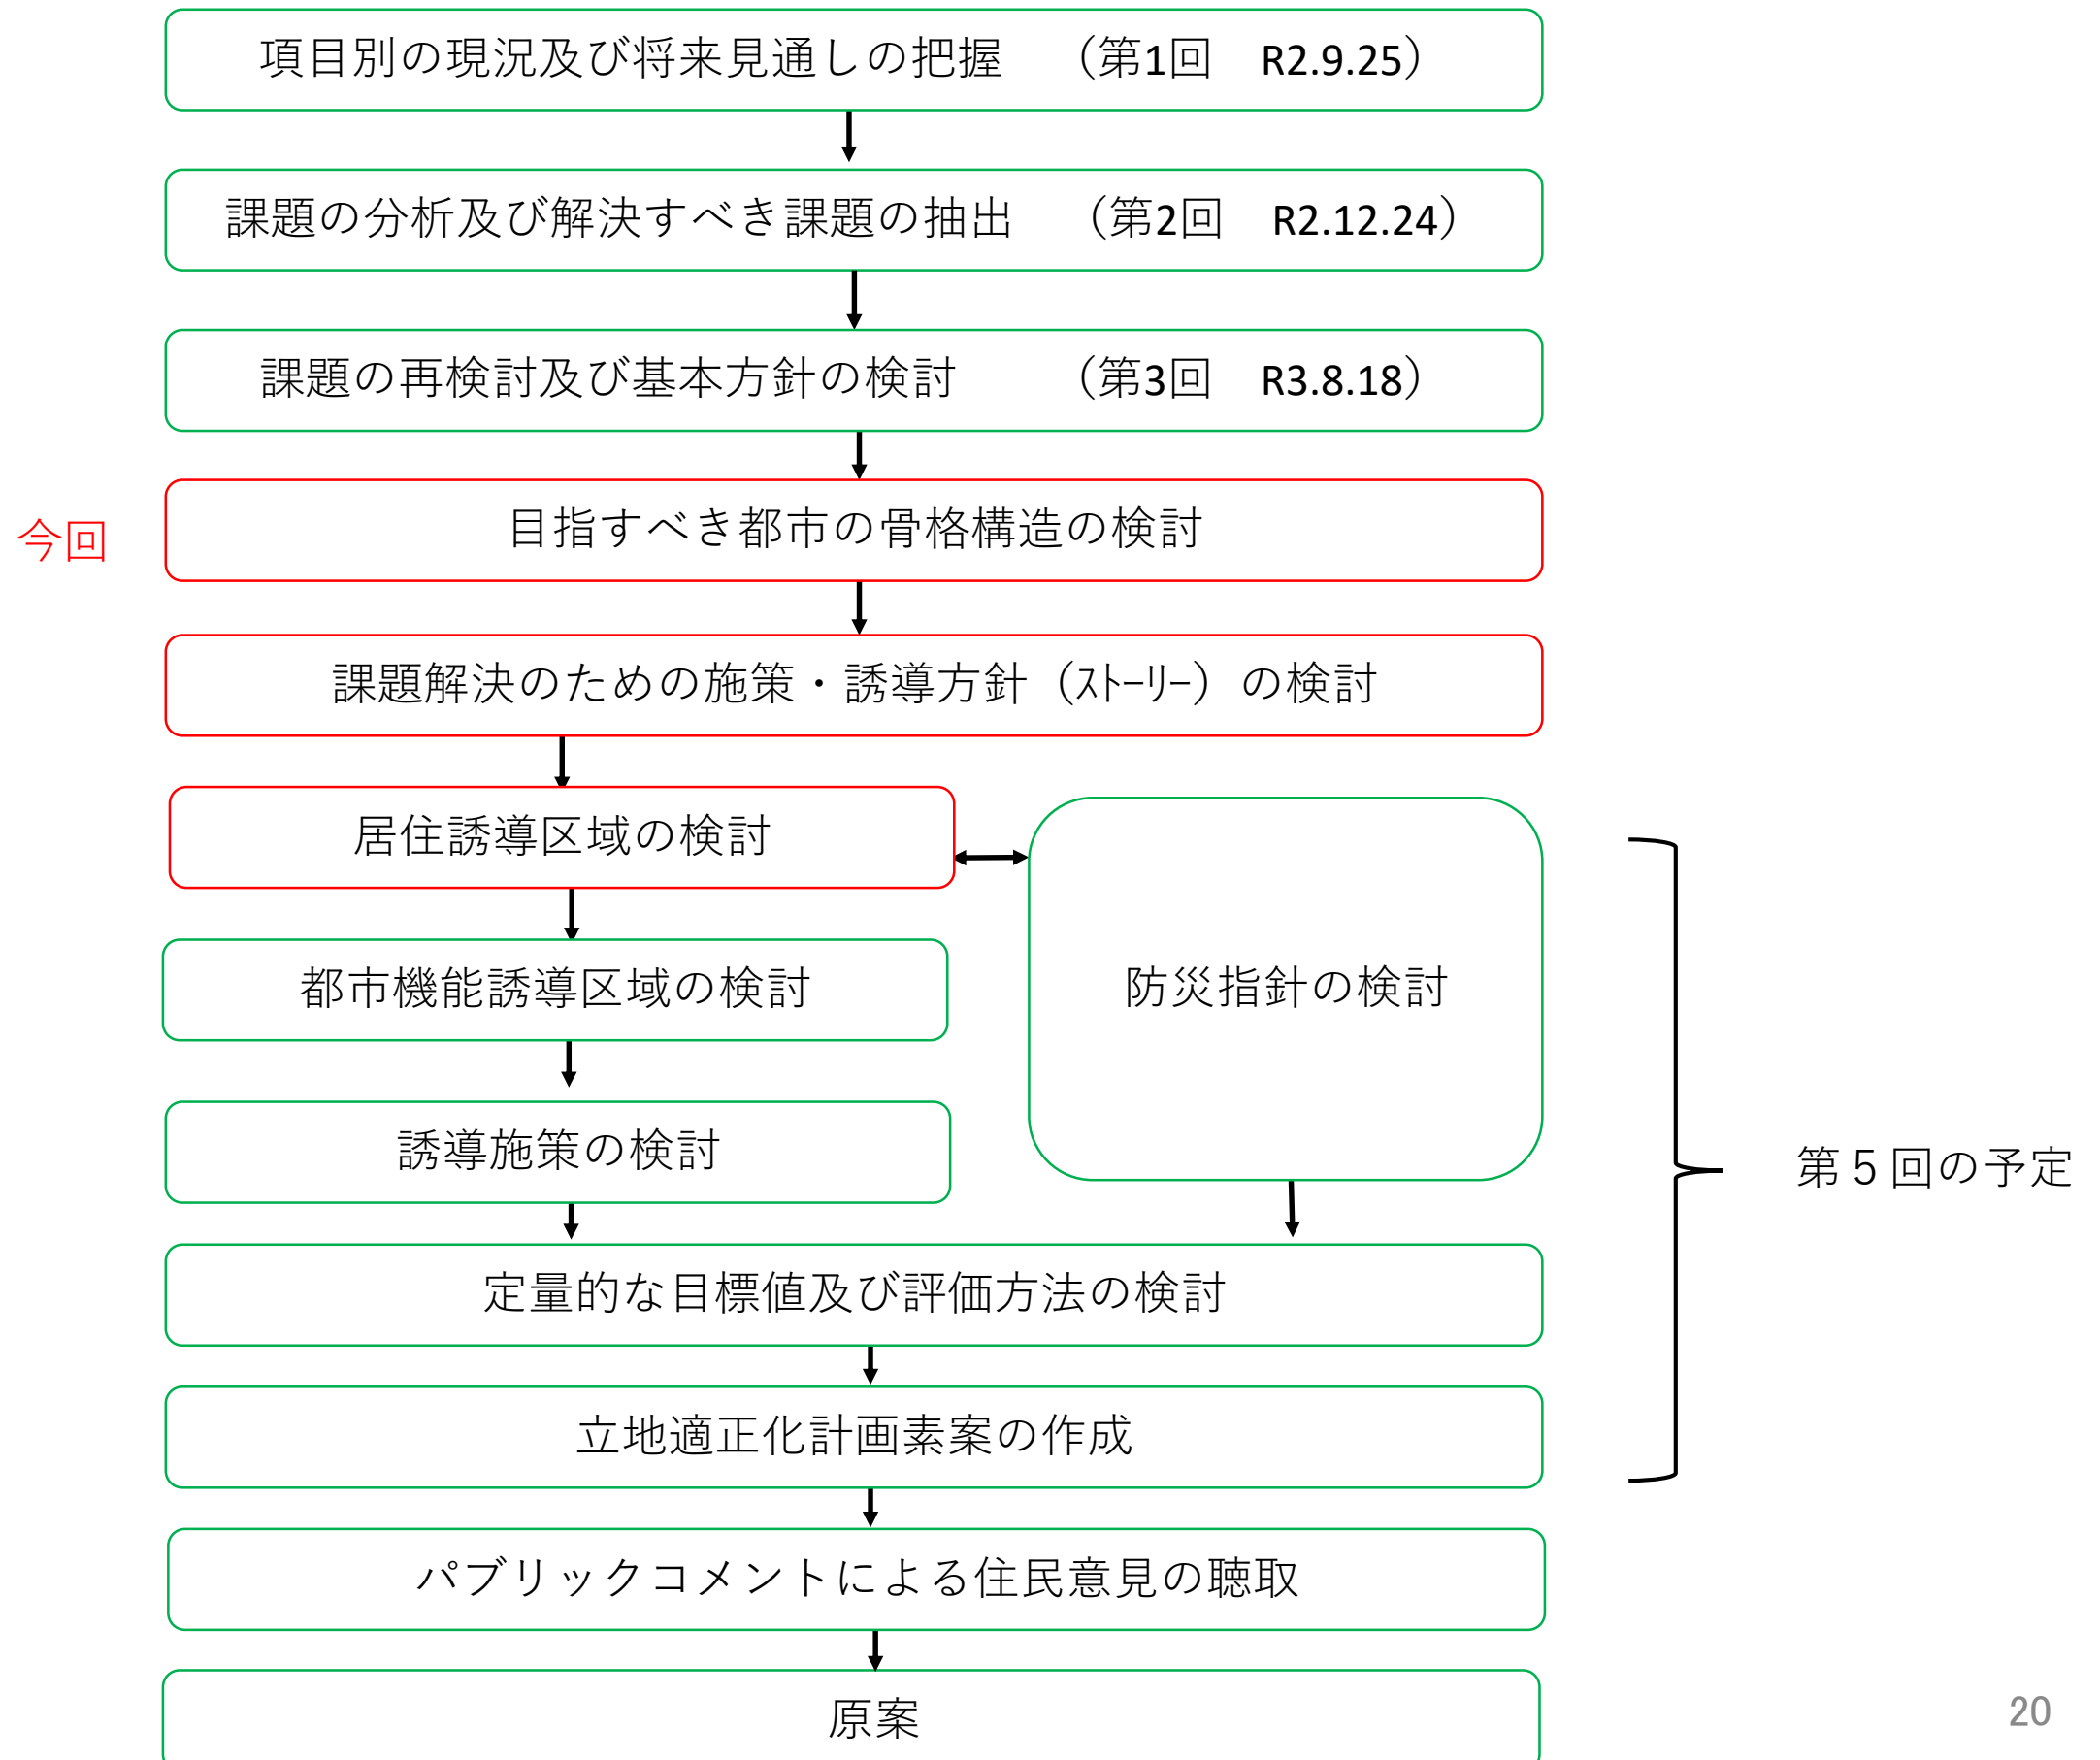 項目別の現況及び将来見通しの把握　（第1回　R2.9.25）
課題の分析及び解決すべき課題の抽出　（第2回　R2.12.24）
課題の再検討及び基本方針の検討　（第3回　R3.8.18）
今回
目指すべき都市の骨格構造の検討
課題解決のための施策・誘導方針（ｽﾄｰﾘｰ）の検討
居住誘導区域の検討
都市機能誘導区域の検討
防災指針の検討
誘導施策の検討
第５回の予定
定量的な目標値及び評価方法の検討
立地適正化計画素案の作成
パブリックコメントによる住民意見の聴取
原案
20